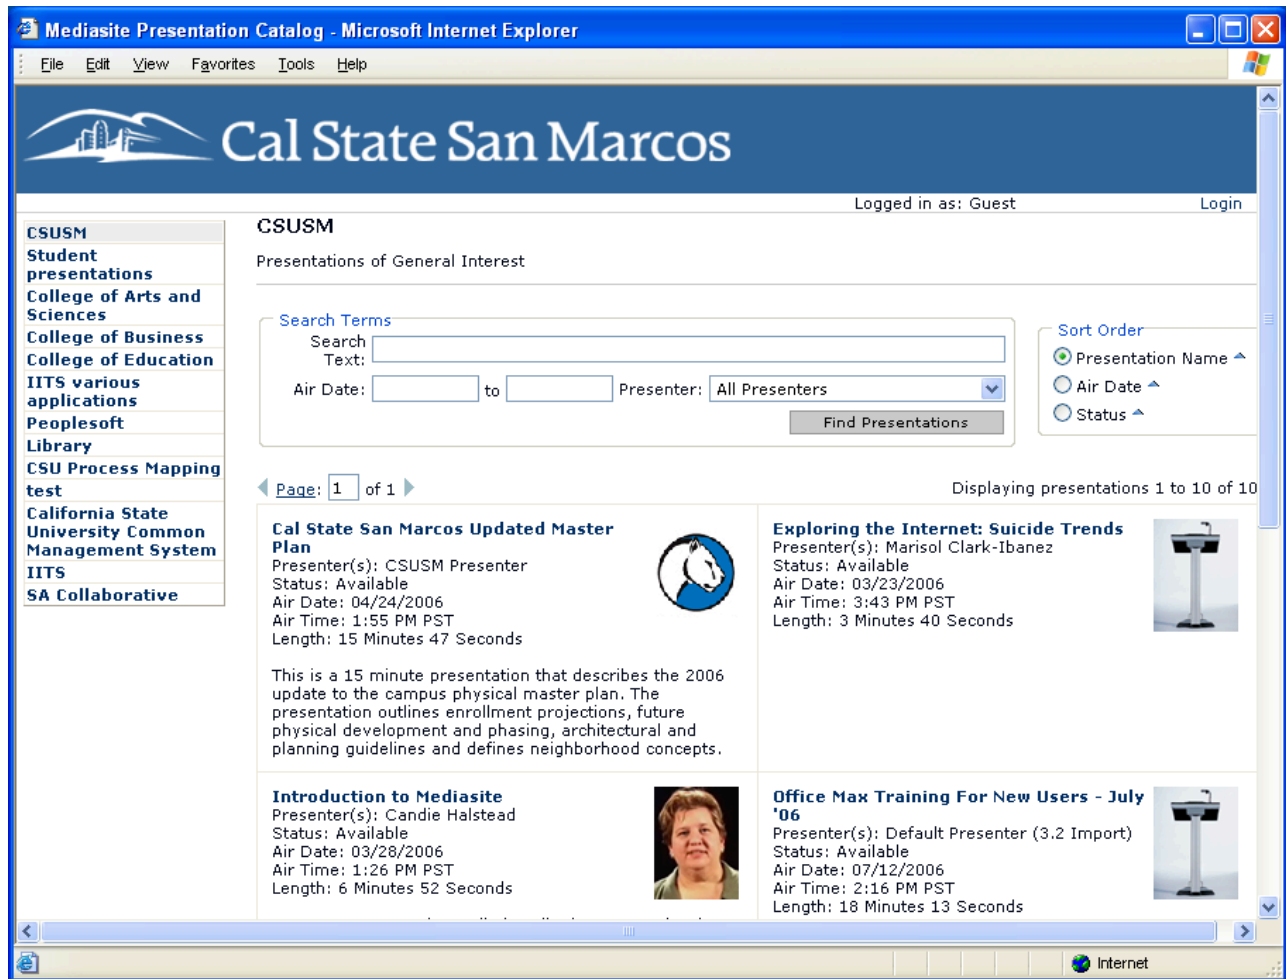 Mediasite Presentation Catalog - Microsoft Internet Explorer
File Edit View Favorites Tools Help
Cal State San Marcos
Logged in as: Guest Login
CSUSM
Student
presentations
College of Arts and
Sciences
College of Business
College of Education
IITS various
applications
Peoplesoft
Library
CSU Process Mapping
test
California State
University Common
Management System
IITS
SA Collaborative
CSUSM
Presentations of General Interest
Search Terms
Search
Text:
Air Date: to Presenter: All Presenters
Find Presentations
Sort Order
Presentation Name
Air Date
Status
Page: 1 of 1
Displaying presentations 1 to 10 of 10
Cal State San Marcos Updated Master
Plan
Presenter(s): CSUSM Presenter
Status: Available
Air Date: 04/24/2006
Air Time: 1:55 PM PST
Length: 15 Minutes 47 Seconds
This is a 15 minute presentation that describes the 2006
update to the campus physical master plan. The
presentation outlines enrollment projections, future
physical development and phasing, architectural and
planning guidelines and defines neighborhood concepts.
Exploring the Internet: Suicide Trends
Presenter(s): Marisol Clark-Ibanez
Status: Available
Air Date: 03/23/2006
Air Time: 3:43 PM PST
Length: 3 Minutes 40 Seconds
Introduction to Mediasite
Presenter(s): Candie Halstead
Status: Available
Air Date: 03/28/2006
Air Time: 1:26 PM PST
Length: 6 Minutes 52 Seconds
Office Max Training For New Users - July
'06
Presenter(s): Default Presenter (3.2 Import)
Status: Available
Air Date: 07/12/2006
Air Time: 2:16 PM PST
Length: 18 Minutes 13 Seconds
Internet